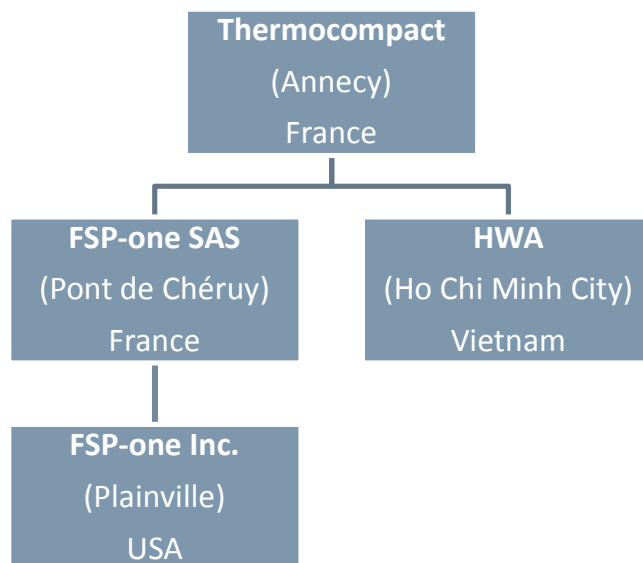 Thermocompact
(Annecy)
France
FSP-one SAS
(Pont de Chéruy)
France
HWA
(Ho Chi Minh City)
Vietnam
FSP-one Inc.
(Plainville)
USA